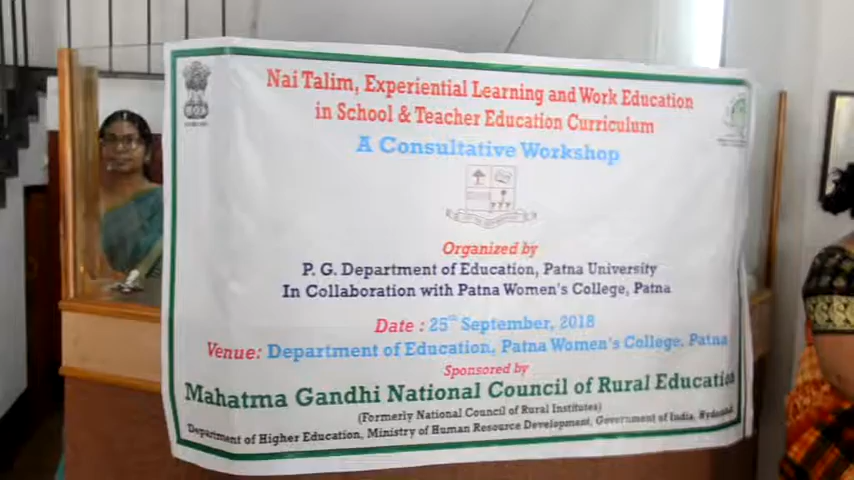 Nai Talim, Experiential Learning and Work Education
in School & Teacher Education Curriculum
A Consultative Workshop
Organized by
P. G. Department of Education, Patna University
In Collaboration with Patna Women's College, Patna
Date : 25th September, 2018
Venue: Department of Education, Patna Women's College, Patna
Sponsored by
Mahatma Gandhi National Council of Rural Education
(Formerly National Council of Rural Institutes)
Department of Higher Education, Ministry of Human Resource Development, Government of India, Hyderabad